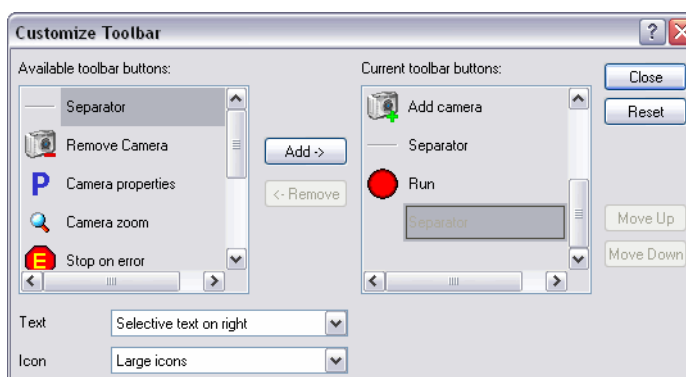 Customize Toolbar
?
Available toolbar buttons:
Separator
Remove Camera
P
Camera properties
Camera zoom
E
Stop on error
Add ->
<- Remove
Current toolbar buttons:
Add camera
Separator
Run
Separator
Close
Reset
Move Up
Move Down
Text
Selective text on right
Icon
Large icons